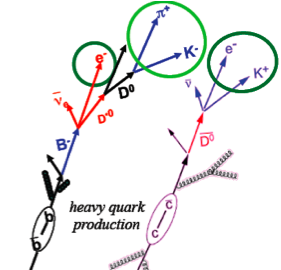 π⁺
e⁻
K⁻
e⁻
ν̅ₑ
D⁰
ν̅
K⁺
D*⁰
B⁻
D̅⁰
b
b̅
heavy quark
production
c̅
c